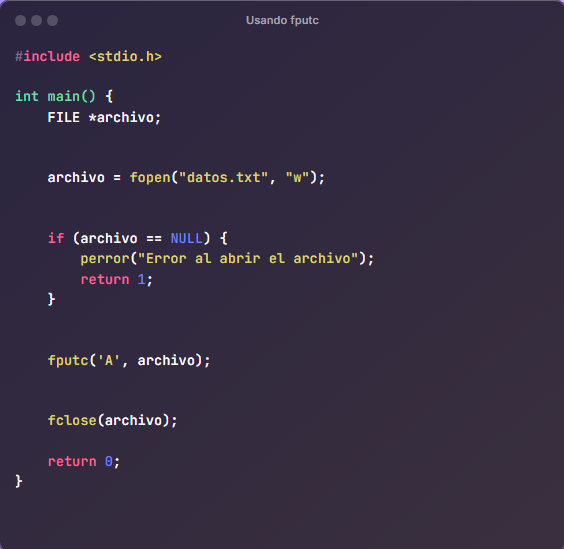 Usando fputc
#include <stdio.h>
int main() {
    FILE *archivo;
    archivo = fopen("datos.txt", "w");
    if (archivo == NULL) {
        perror("Error al abrir el archivo");
        return 1;
    }
    fputc('A', archivo);
    fclose(archivo);
    return 0;
}